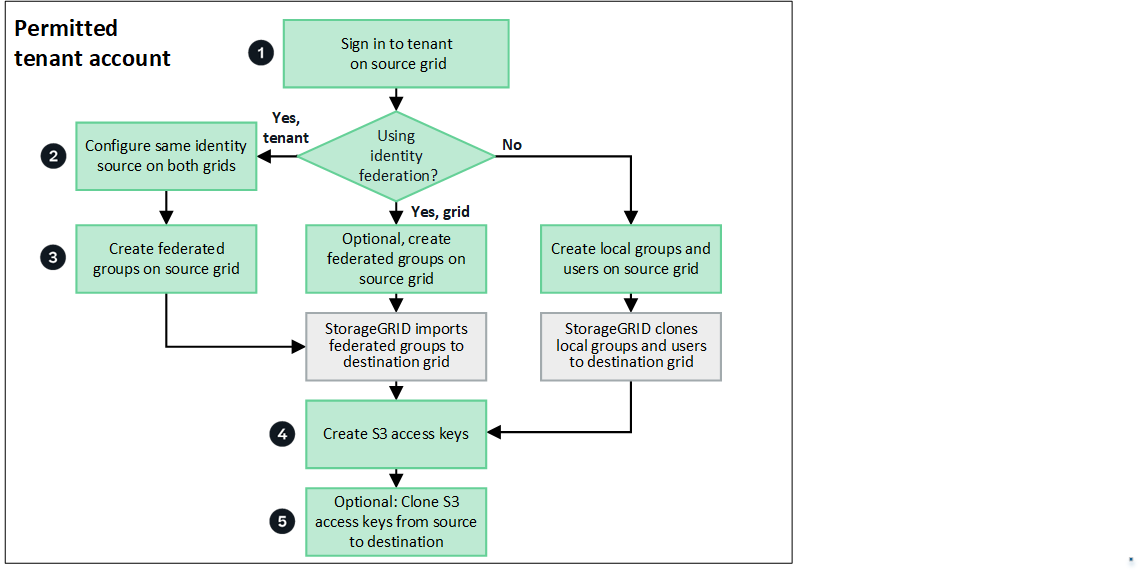 Permitted
tenant account
1
Sign in to tenant
on source grid
Using
identity
federation?
Yes,
tenant
No
Yes, grid
2
Configure same identity
source on both grids
3
Create federated
groups on source grid
Optional, create
federated groups on
source grid
Create local groups and
users on source grid
StorageGRID imports
federated groups to
destination grid
StorageGRID clones
local groups and users
to destination grid
4
Create S3 access keys
5
Optional: Clone S3
access keys from source
to destination